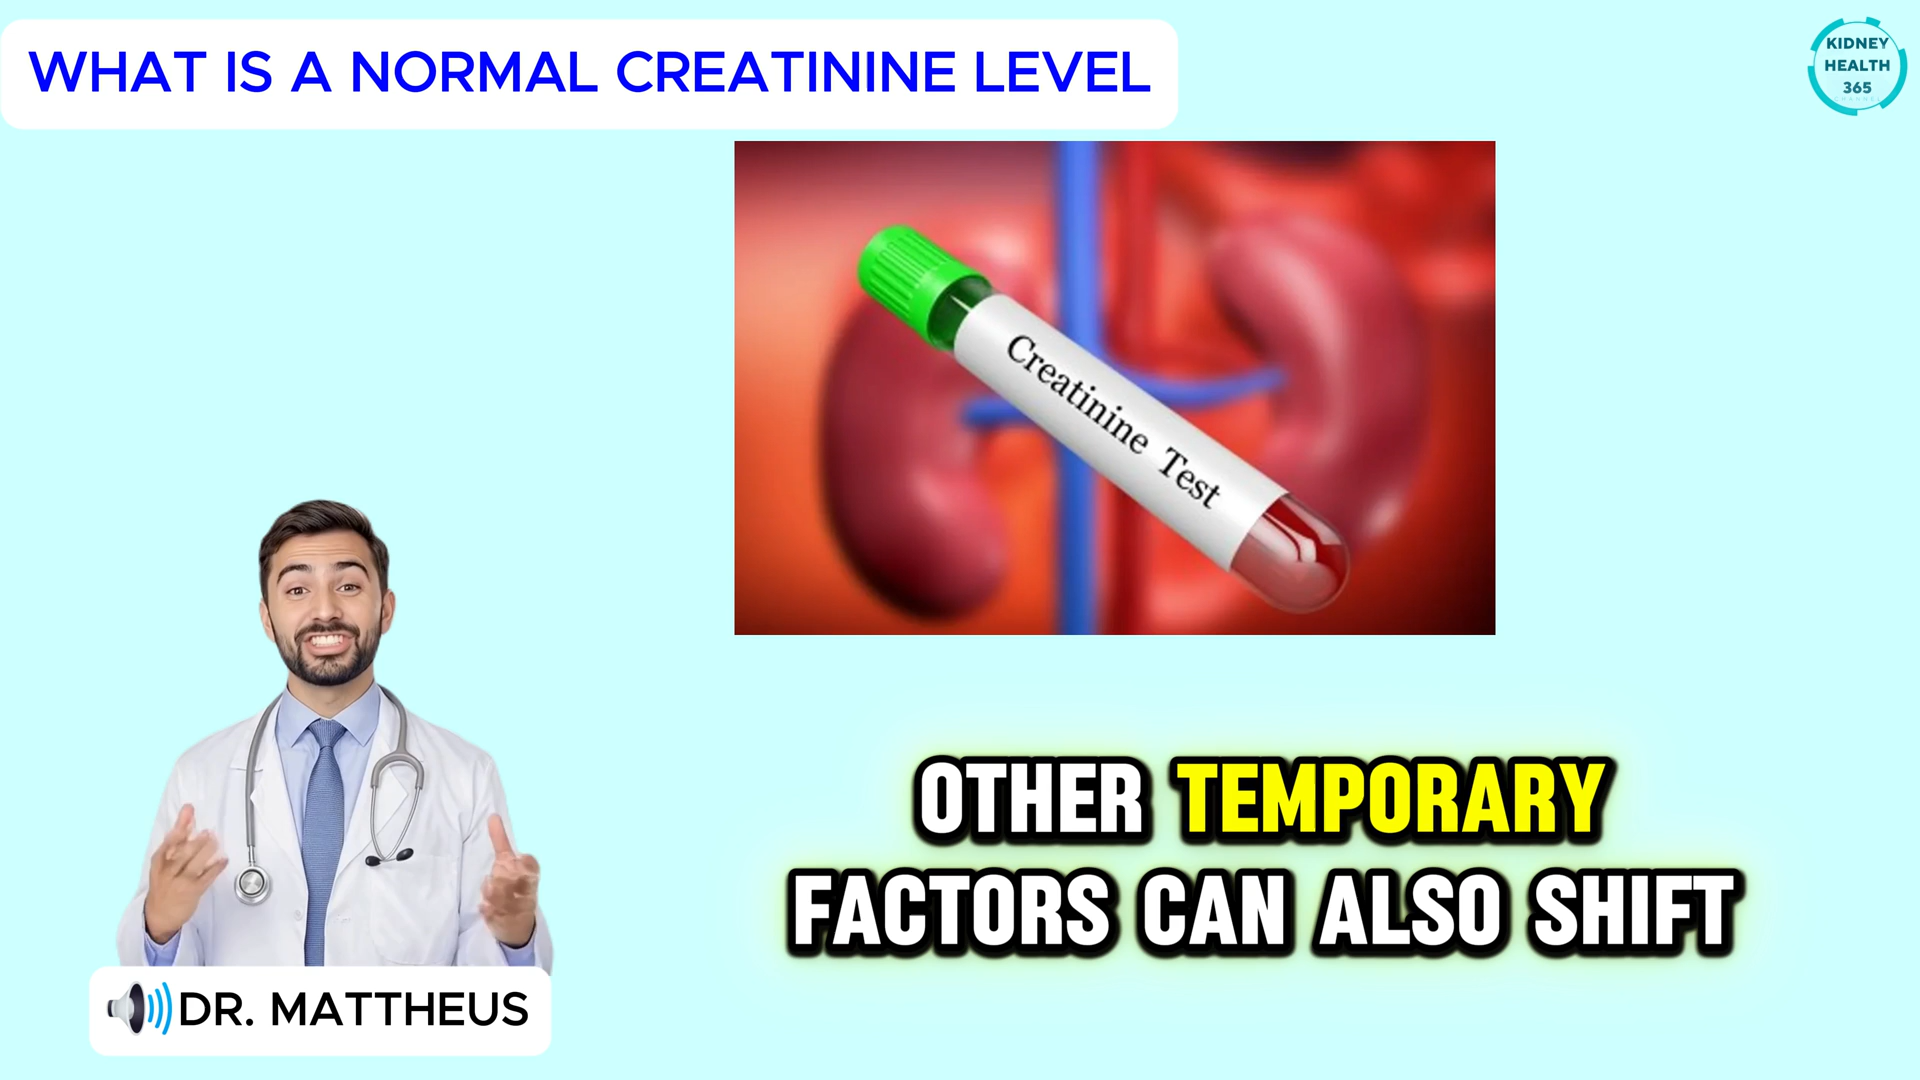 WHAT IS A NORMAL CREATININE LEVEL
KIDNEY
HEALTH
365
Creatinine Test
OTHER TEMPORARY
FACTORS CAN ALSO SHIFT
DR. MATTHEUS